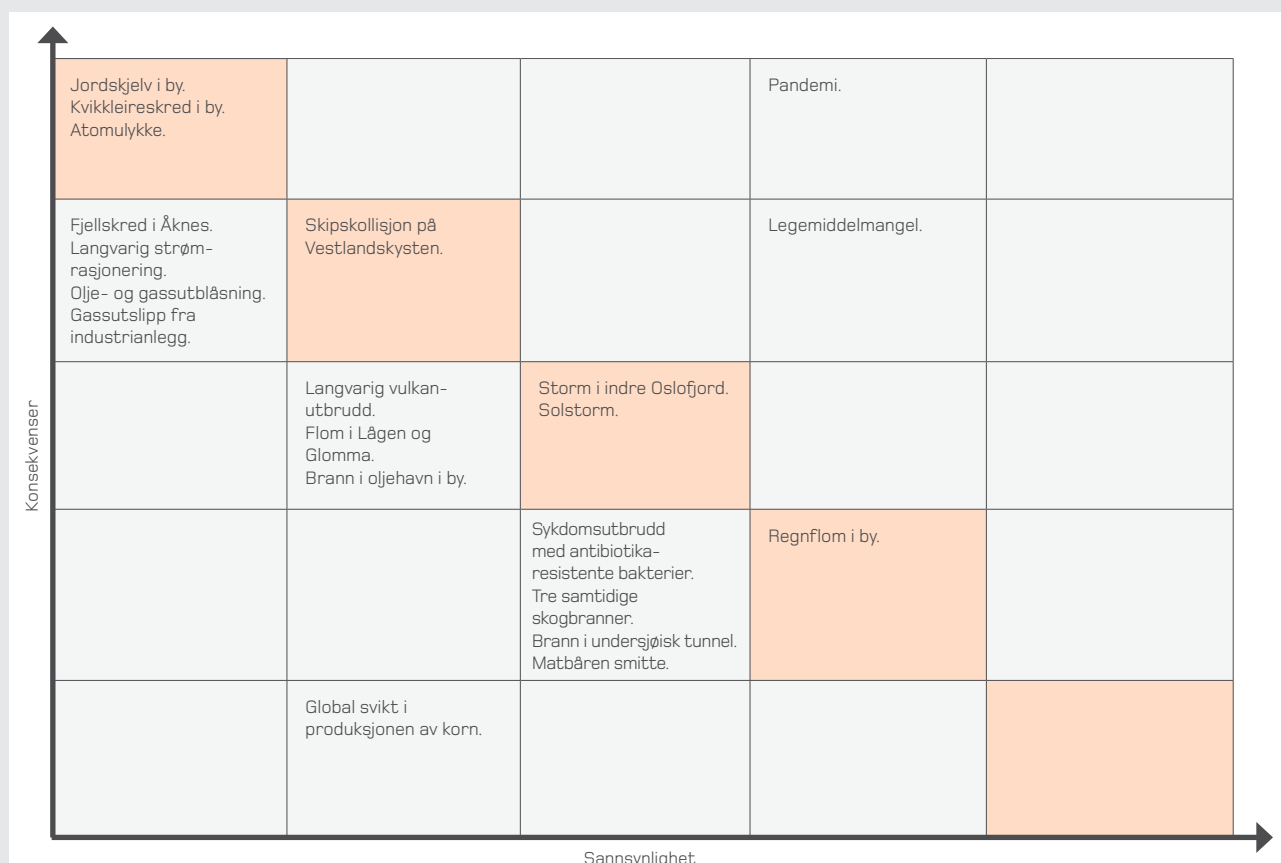 Jordskjelv i by.
Kvikkleireskred i by.
Atomulykke.
Pandemi.
Fjellskred i Åknes.
Langvarig strøm-
rasjonering.
Olje- og gassutblåsning.
Gassutslipp fra
industrianlegg.
Skipskollisjon på
Vestlandskysten.
Legemiddelmangel.
Langvarig vulkan-
utbrudd.
Flom i Lågen og
Glomma.
Brann i oljehavn i by.
Storm i indre Oslofjord.
Solstorm.
Sykdomsutbrudd
med antibiotika-
resistente bakterier.
Tre samtidige
skogbranner.
Brann i undersjøisk tunnel.
Matbåren smitte.
Regnflom i by.
Global svikt i
produksjonen av korn.
Konsekvenser
Sannsynlighet